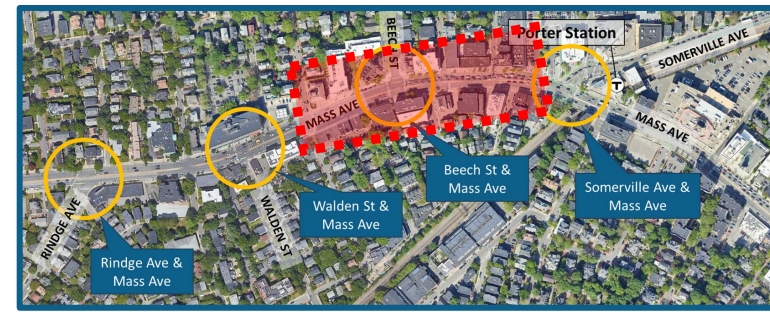 BEECH ST
Porter Station
SOMERVILLE AVE
T
MASS AVE
MASS AVE
Beech St &
Mass Ave
Somerville Ave &
Mass Ave
Walden St &
Mass Ave
WALDEN ST
RINDGE AVE
Rindge Ave &
Mass Ave